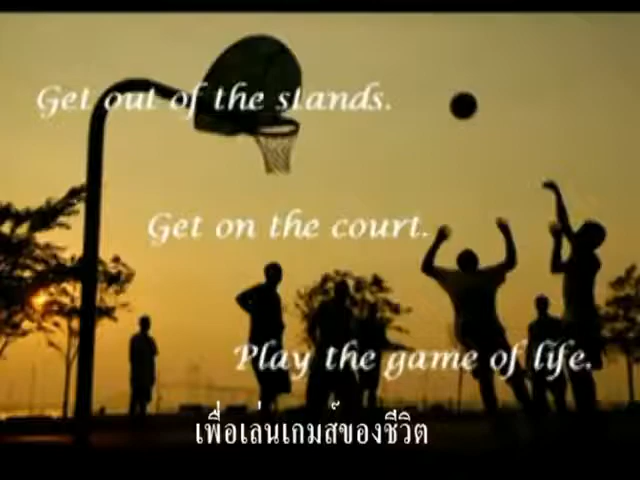 Get out of the stands.
Get on the court.
Play the game of life.
เพื่อเล่นเกมส์ของชีวิต